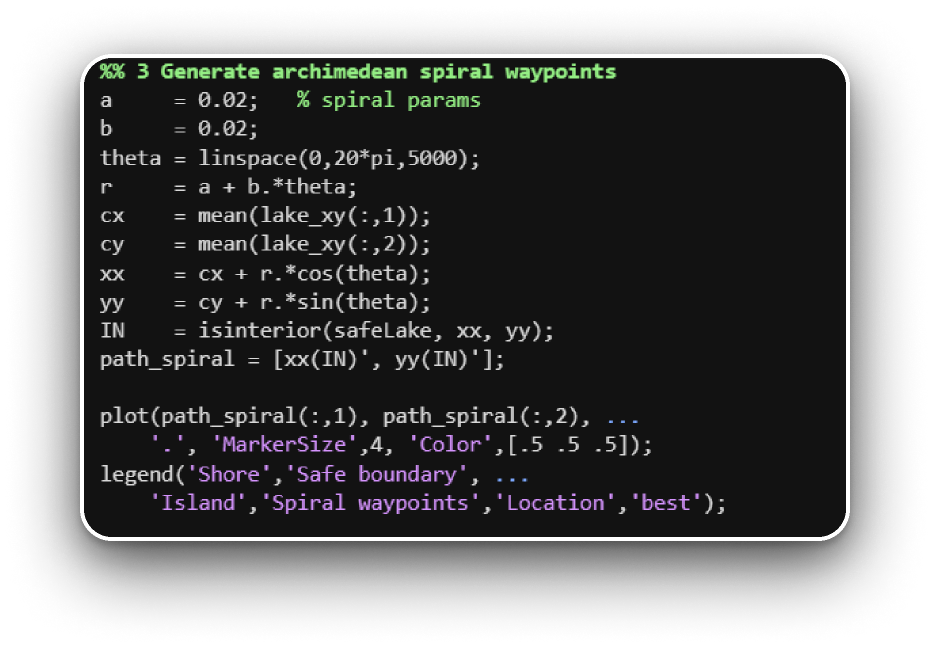 %% 3 Generate archimedean spiral waypoints
a     = 0.02;   % spiral params
b     = 0.02;
theta = linspace(0,20*pi,5000);
r     = a + b.*theta;
cx    = mean(lake_xy(:,1));
cy    = mean(lake_xy(:,2));
xx    = cx + r.*cos(theta);
yy    = cy + r.*sin(theta);
IN    = isinterior(safeLake, xx, yy);
path_spiral = [xx(IN)', yy(IN)'];

plot(path_spiral(:,1), path_spiral(:,2), ...
    '.', 'MarkerSize',4, 'Color',[.5 .5 .5]);
legend('Shore','Safe boundary', ...
    'Island','Spiral waypoints','Location','best');